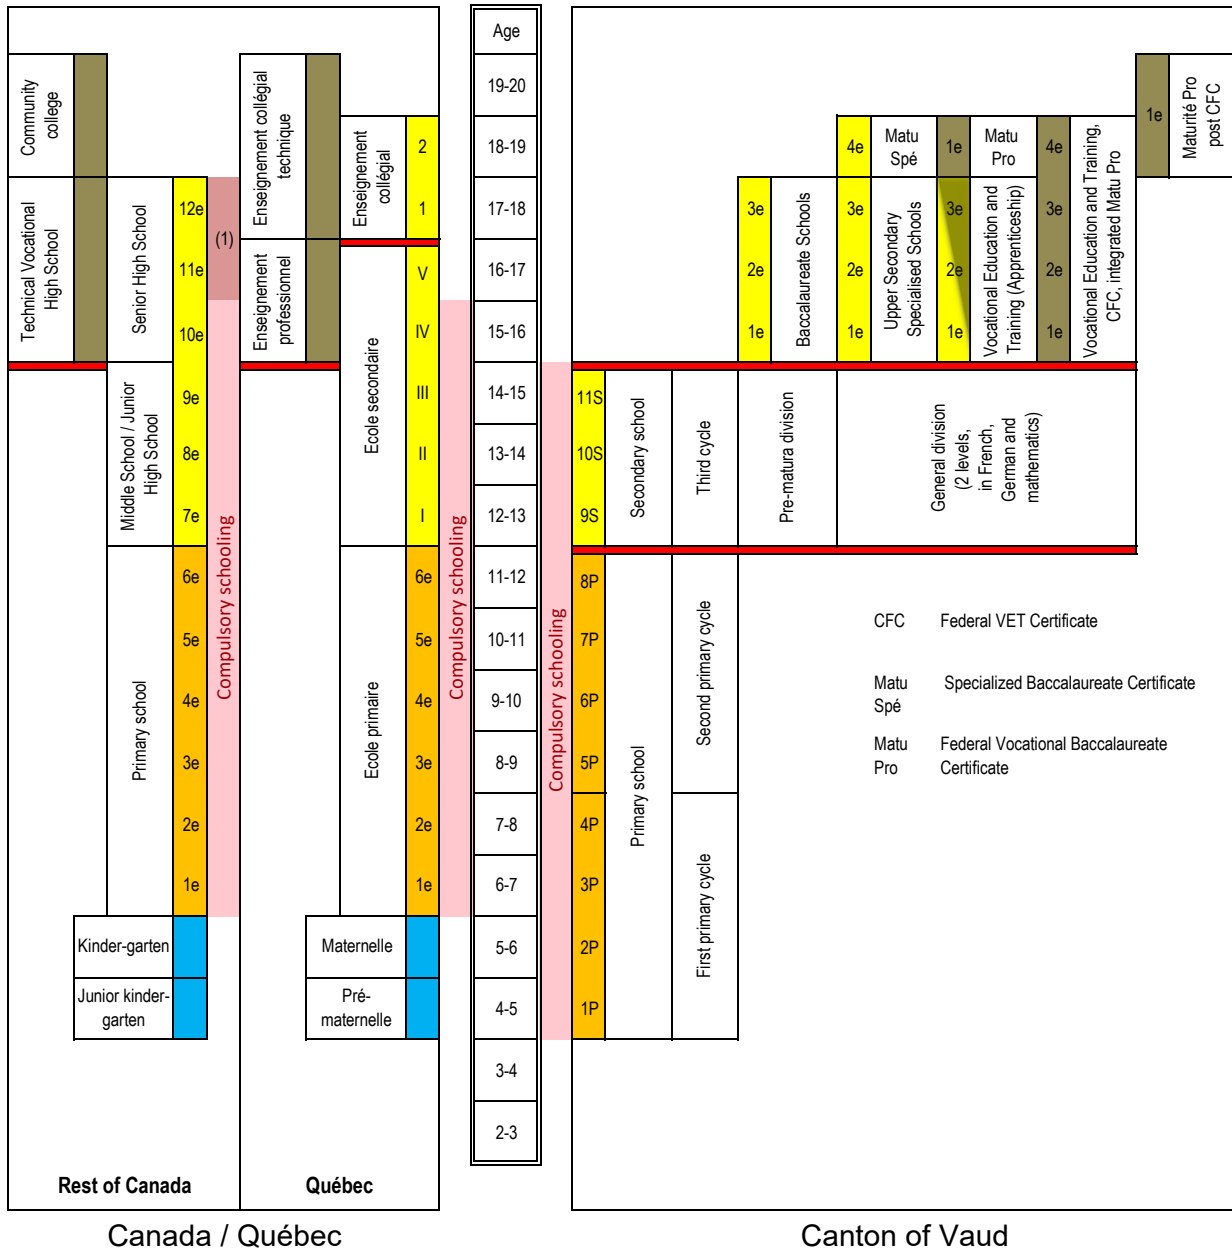 Age
19-20
18-19
17-18
16-17
15-16
14-15
13-14
12-13
11-12
10-11
9-10
8-9
7-8
6-7
5-6
4-5
3-4
2-3
Community
college
Technical Vocational
High School
Senior High School
12e
11e
10e
(1)
Middle School / Junior
High School
9e
8e
7e
Primary school
6e
5e
4e
3e
2e
1e
Compulsory schooling
Kinder-garten
Junior kinder-
garten
Rest of Canada
Enseignement collégial
technique
Enseignement
collégial
2
1
Enseignement
professionnel
Ecole secondaire
V
IV
III
II
I
Ecole primaire
6e
5e
4e
3e
2e
1e
Compulsory schooling
Maternelle
Pré-
maternelle
Québec
Canada / Québec
Compulsory schooling
11S
10S
9S
8P
7P
6P
5P
4P
3P
2P
1P
Secondary school
Third cycle
Primary school
Second primary cycle
First primary cycle
Pre-matura division
General division
(2 levels,
in French,
German and
mathematics)
3e
2e
1e
Baccalaureate Schools
4e
3e
2e
1e
Matu
Spé
Upper Secondary
Specialised Schools
1e
3e
2e
1e
Matu
Pro
Vocational Education and
Training (Apprenticeship)
4e
3e
2e
1e
Vocational Education and Training,
CFC, integrated Matu Pro
1e
Maturité Pro
post CFC
CFC Federal VET Certificate
Matu Specialized Baccalaureate Certificate
Spé
Matu Federal Vocational Baccalaureate
Pro Certificate
Canton of Vaud